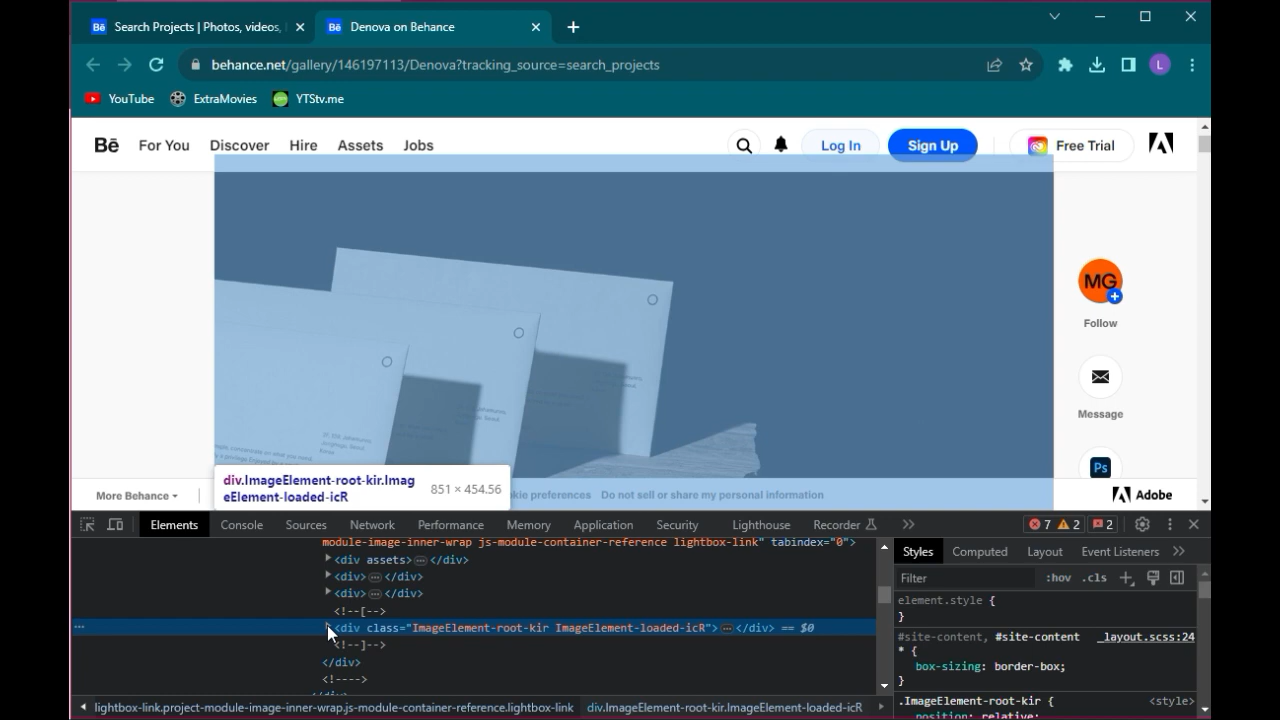 Bē Search Projects | Photos, videos, Bē Denova on Behance
behance.net/gallery/146197113/Denova?tracking_source=search_projects
L
YouTube ExtraMovies YTStv.me
Bē For You Discover Hire Assets Jobs Log In Sign Up Free Trial
MG
Follow
Message
Ps
div.ImageElement-root-kir.Imag
eElement-loaded-icR 851 × 454.56
More Behance kie preferences Do not sell or share my personal information Adobe
Elements Console Sources Network Performance Memory Application Security Lighthouse Recorder 7 2 2
module-image-inner-wrap js-module-container-reference lightbox-link" tabindex="0">
<div assets> … </div>
<div> … </div>
<div> … </div>
<!--[-->
<div class="ImageElement-root-kir ImageElement-loaded-icR"> … </div> == $0
<!--]-->
</div>
<!---->
lightbox-link.project-module-image-inner-wrap.js-module-container-reference.lightbox-link div.ImageElement-root-kir.ImageElement-loaded-icR
Styles Computed Layout Event Listeners
Filter :hov .cls
element.style {
}
#site-content, #site-content _layout.scss:24
* {
box-sizing: border-box;
}
.ImageElement-root-kir { <style>
position: relative;